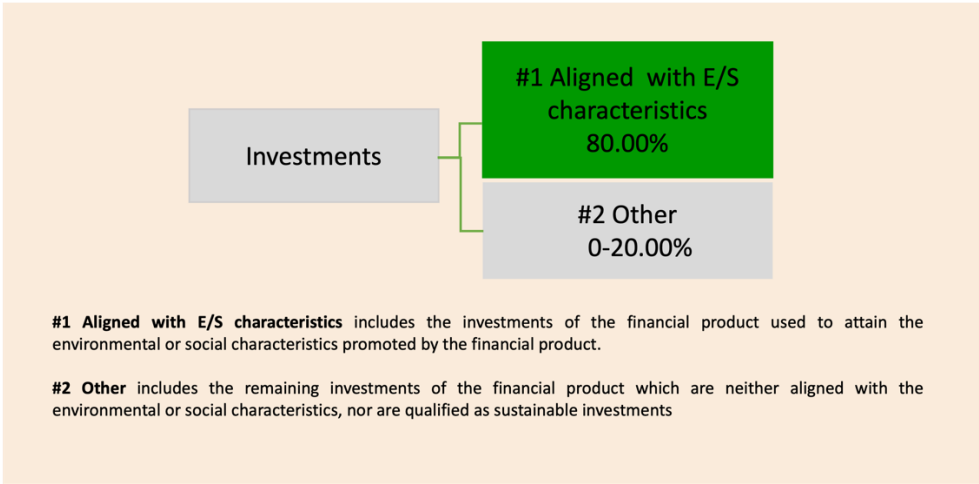 Investments
#1 Aligned with E/S
characteristics
80.00%
#2 Other
0-20.00%
#1 Aligned with E/S characteristics includes the investments of the financial product used to attain the
environmental or social characteristics promoted by the financial product.
#2 Other includes the remaining investments of the financial product which are neither aligned with the
environmental or social characteristics, nor are qualified as sustainable investments